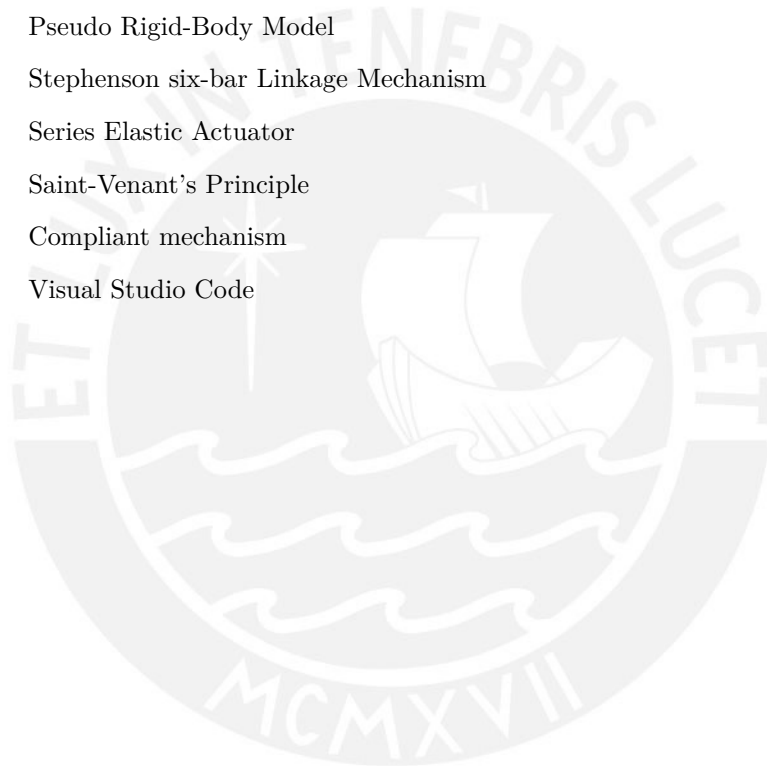 Pseudo Rigid-Body Model
Stephenson six-bar Linkage Mechanism
Series Elastic Actuator
Saint-Venant's Principle
Compliant mechanism
Visual Studio Code
ET LUX IN TENEBRIS LUCET
MCMXVII